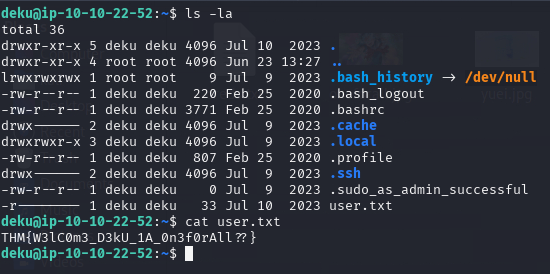 deku@ip-10-10-22-52:~$ ls -la
total 36
drwxr-xr-x 5 deku deku 4096 Jul 10  2023 .
drwxr-xr-x 4 root root 4096 Jun 23 13:27 ..
lrwxrwxrwx 1 root root    9 Jul  9  2023 .bash_history -> /dev/null
-rw-r--r-- 1 deku deku  220 Feb 25  2020 .bash_logout
-rw-r--r-- 1 deku deku 3771 Feb 25  2020 .bashrc
drwx------ 2 deku deku 4096 Jul  9  2023 .cache
drwxrwxr-x 3 deku deku 4096 Jul  9  2023 .local
-rw-r--r-- 1 deku deku  807 Feb 25  2020 .profile
drwx------ 2 deku deku 4096 Jul  9  2023 .ssh
-rw-r--r-- 1 deku deku    0 Jul  9  2023 .sudo_as_admin_successful
-r-------- 1 deku deku   33 Jul 10  2023 user.txt
deku@ip-10-10-22-52:~$ cat user.txt
THM{W3lC0m3_D3kU_1A_0n3f0rAll??}
deku@ip-10-10-22-52:~$